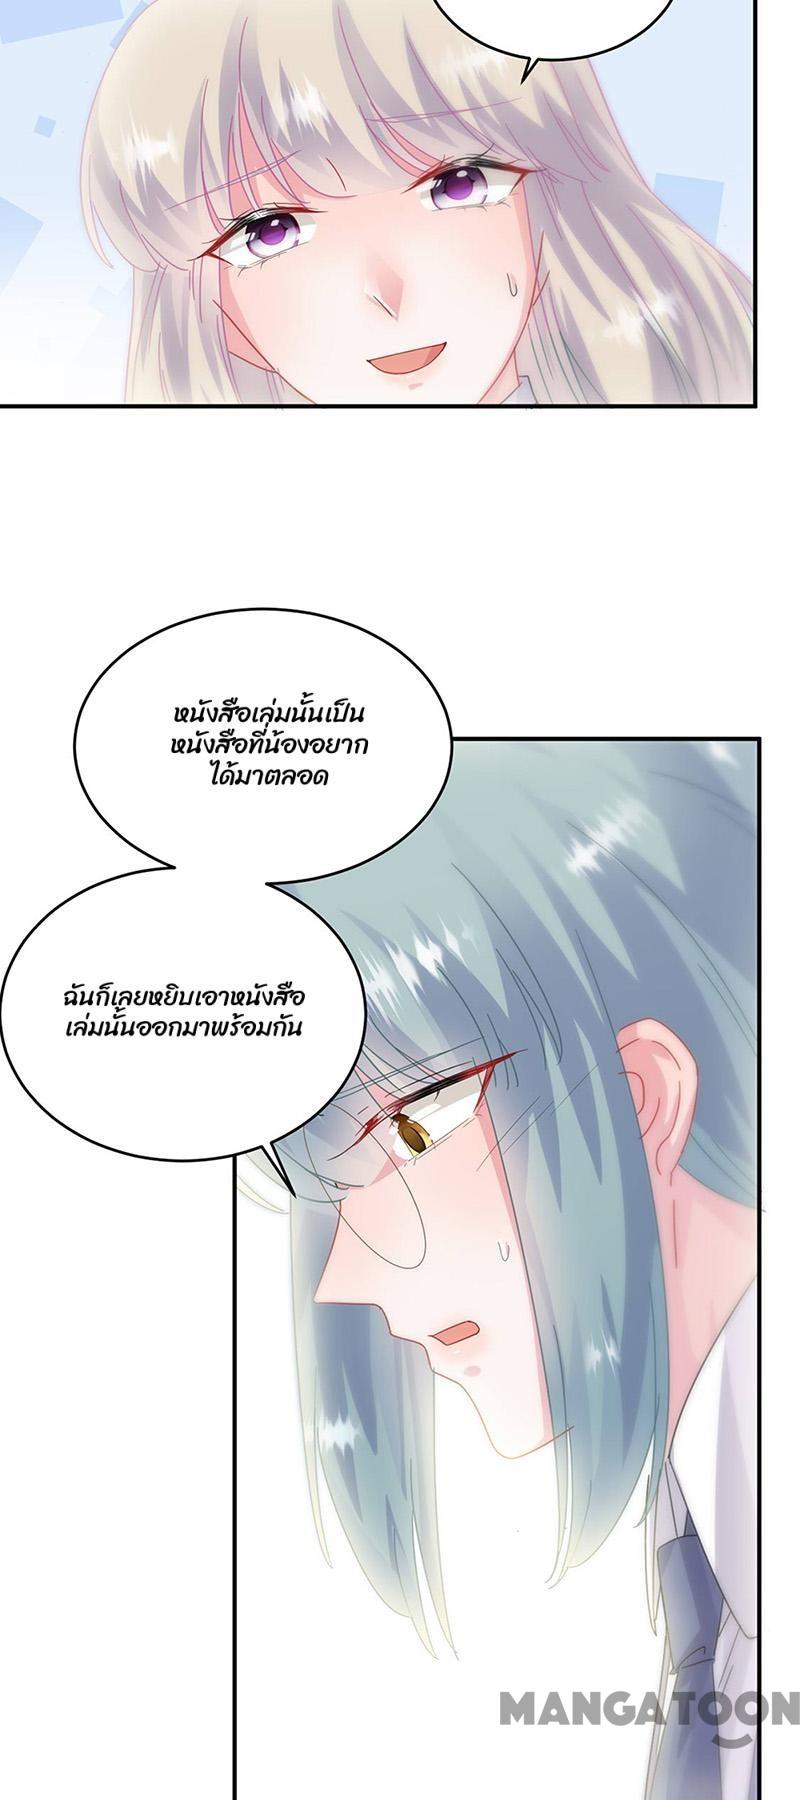 หนังสือเล่มนั้นเป็น
หนังสือที่น้องอยาก
ได้มาตลอด
ฉันก็เลยหยิบเอาหนังสือ
เล่มนั้นออกมาพร้อมกัน
MANGATOON